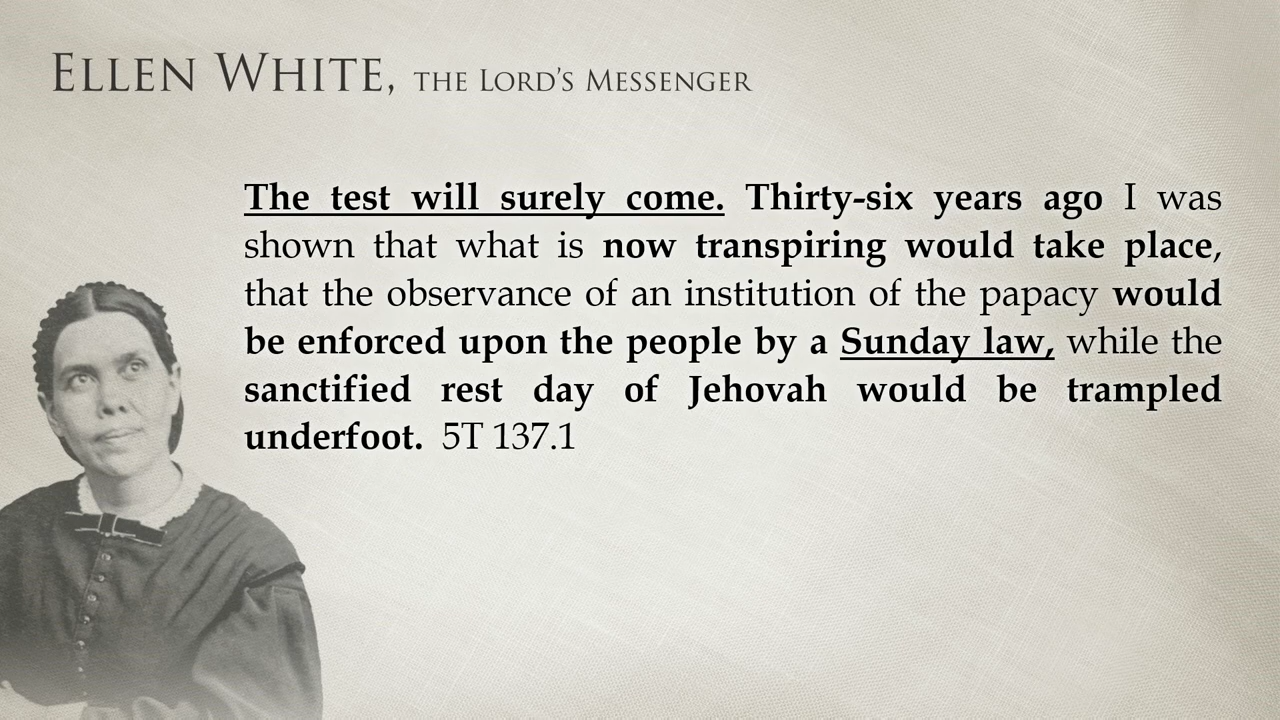 Ellen White, the Lord's Messenger
The test will surely come. Thirty-six years ago I was
shown that what is now transpiring would take place,
that the observance of an institution of the papacy would
be enforced upon the people by a Sunday law, while the
sanctified rest day of Jehovah would be trampled
underfoot. 5T 137.1